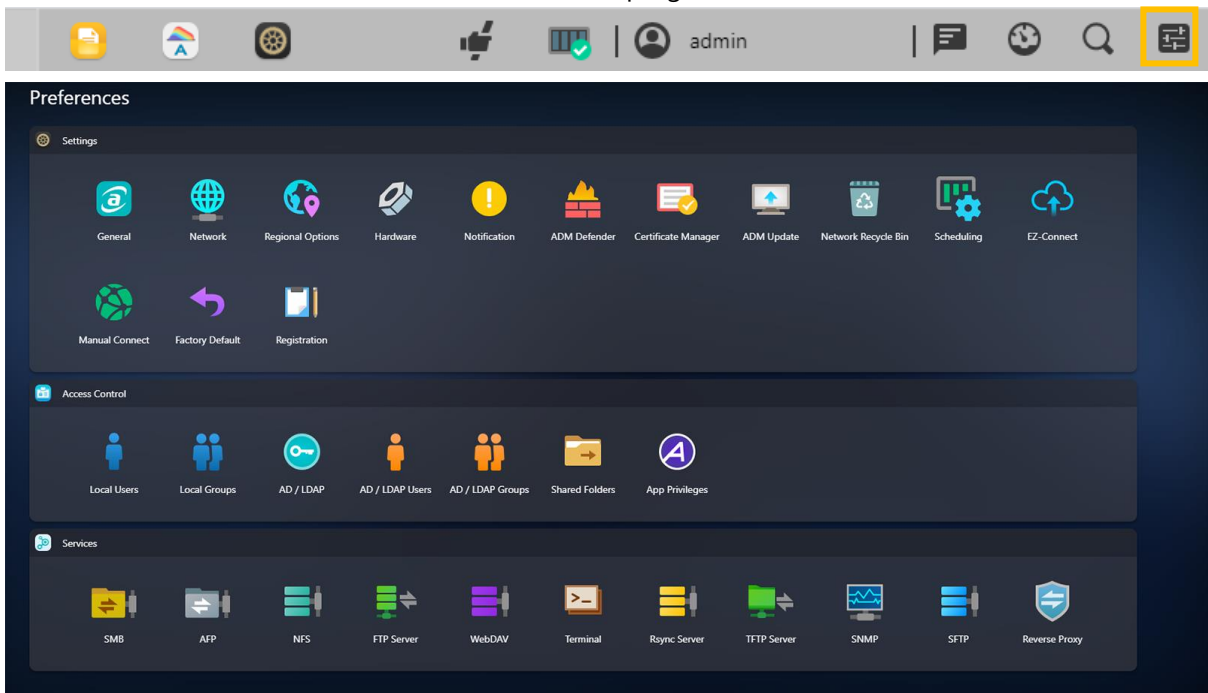 admin
Preferences
Settings
General Network Regional Options Hardware Notification ADM Defender Certificate Manager ADM Update Network Recycle Bin Scheduling EZ-Connect
Manual Connect Factory Default Registration
Access Control
Local Users Local Groups AD / LDAP AD / LDAP Users AD / LDAP Groups Shared Folders App Privileges
Services
SMB AFP NFS FTP Server WebDAV Terminal Rsync Server TFTP Server SNMP SFTP Reverse Proxy